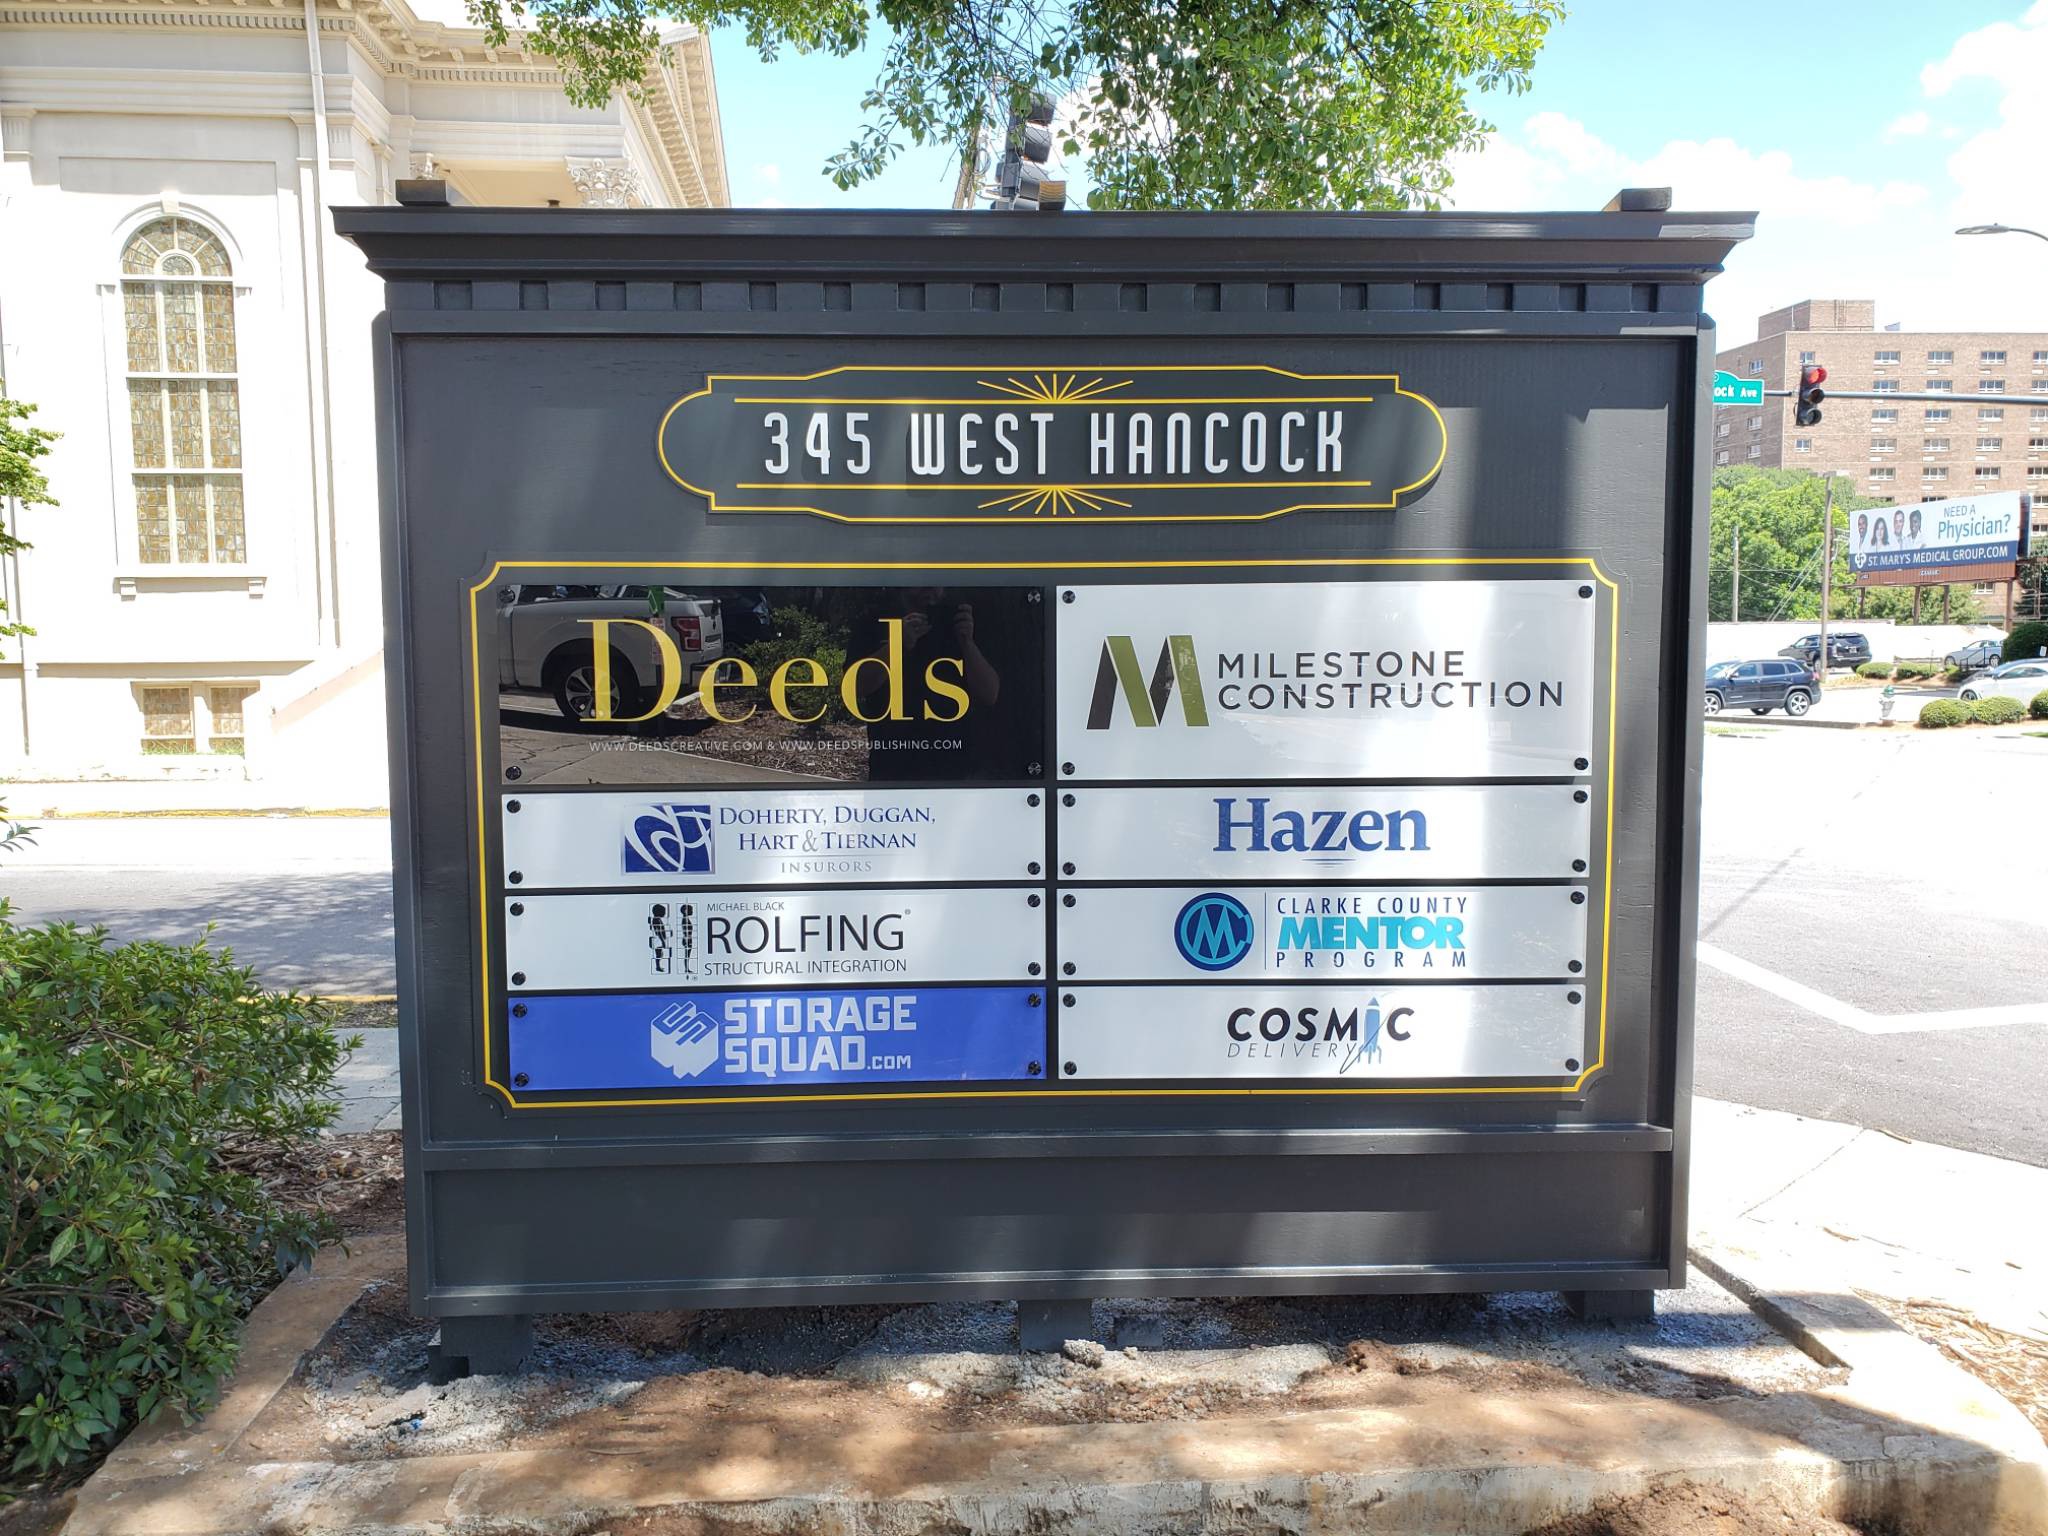 345 WEST HANCOCK
Deeds
WWW.DEEDSCREATIVE.COM & WWW.DEEDSPUBLISHING.COM
MILESTONE
CONSTRUCTION
DOHERTY, DUGGAN,
HART & TIERNAN
INSURORS
Hazen
MICHAEL BLACK
ROLFING®
STRUCTURAL INTEGRATION
CLARKE COUNTY
MENTOR
PROGRAM
STORAGE
SQUAD.COM
COSMIC
DELIVERY
ock Ave
NEED A
Physician?
ST. MARY'S MEDICAL GROUP.COM